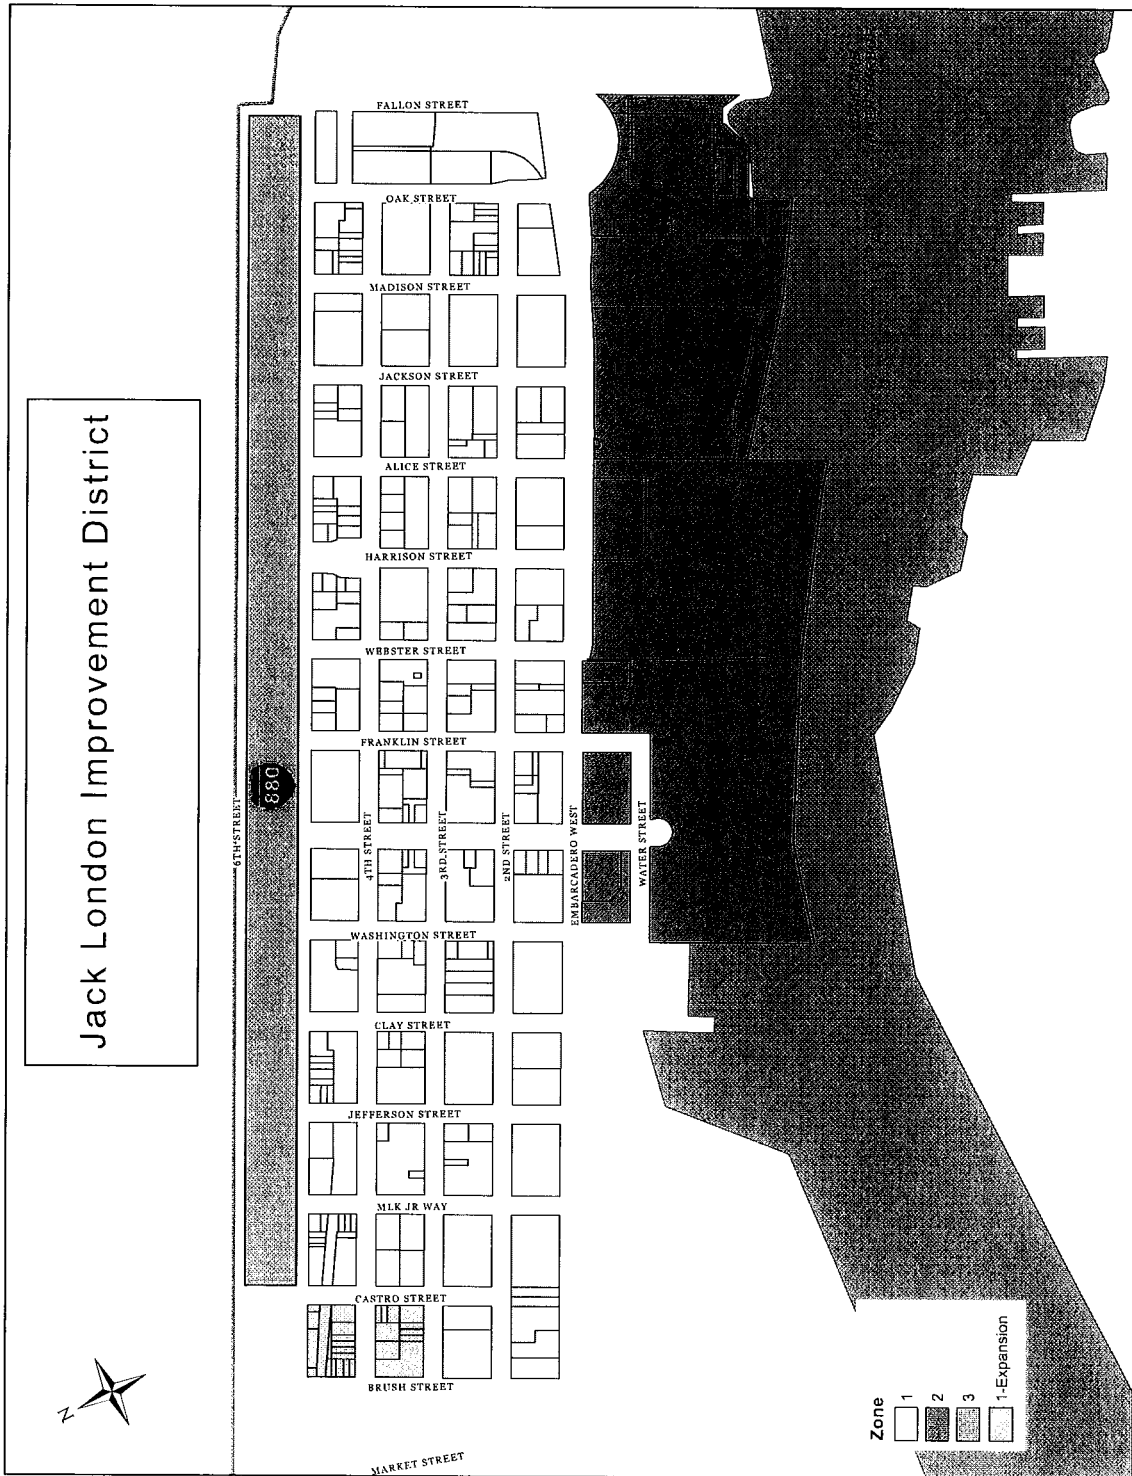 Jack London Improvement District
6TH STREET
880
FALLON STREET
OAK STREET
MADISON STREET
JACKSON STREET
ALICE STREET
HARRISON STREET
WEBSTER STREET
FRANKLIN STREET
4TH STREET
3RD STREET
2ND STREET
EMBARCADERO WEST
WATER STREET
WASHINGTON STREET
CLAY STREET
JEFFERSON STREET
MLK JR WAY
CASTRO STREET
BRUSH STREET
MARKET STREET
N
Zone
1
2
3
1-Expansion